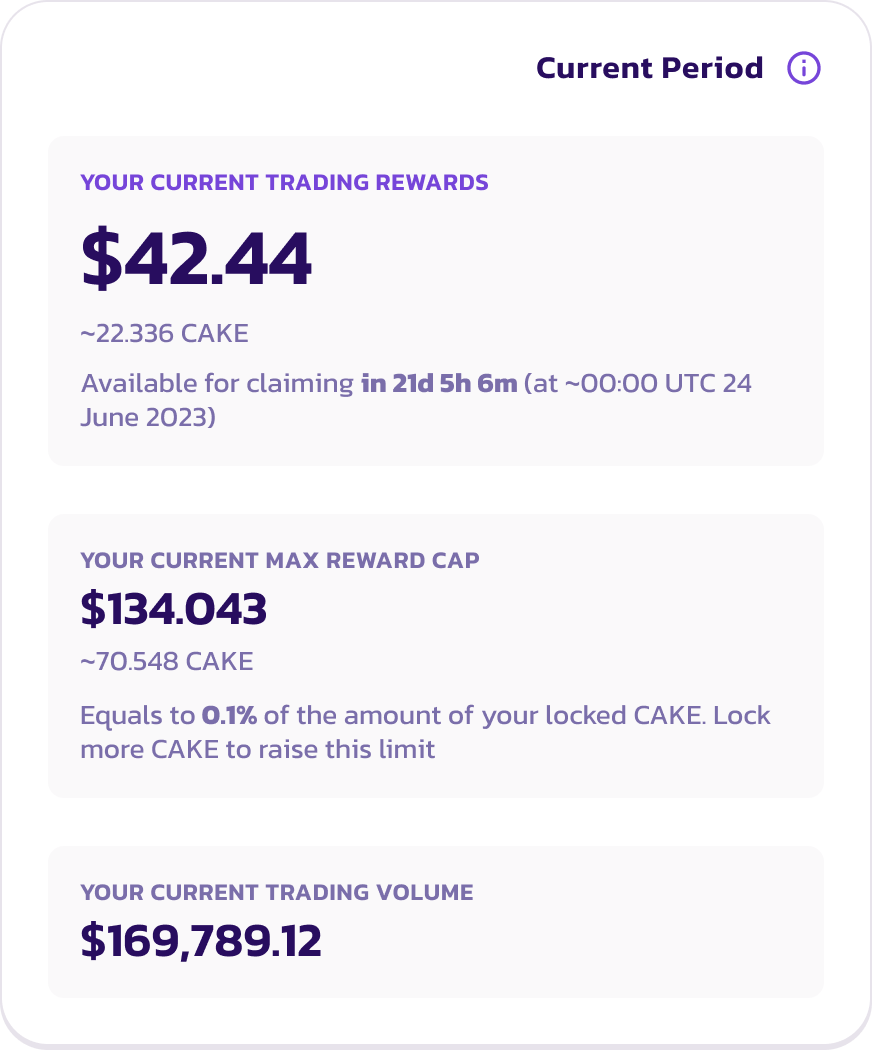 Current Period
YOUR CURRENT TRADING REWARDS
$42.44
~22.336 CAKE
Available for claiming in 21d 5h 6m (at ~00:00 UTC 24
June 2023)
YOUR CURRENT MAX REWARD CAP
$134.043
~70.548 CAKE
Equals to 0.1% of the amount of your locked CAKE. Lock
more CAKE to raise this limit
YOUR CURRENT TRADING VOLUME
$169,789.12